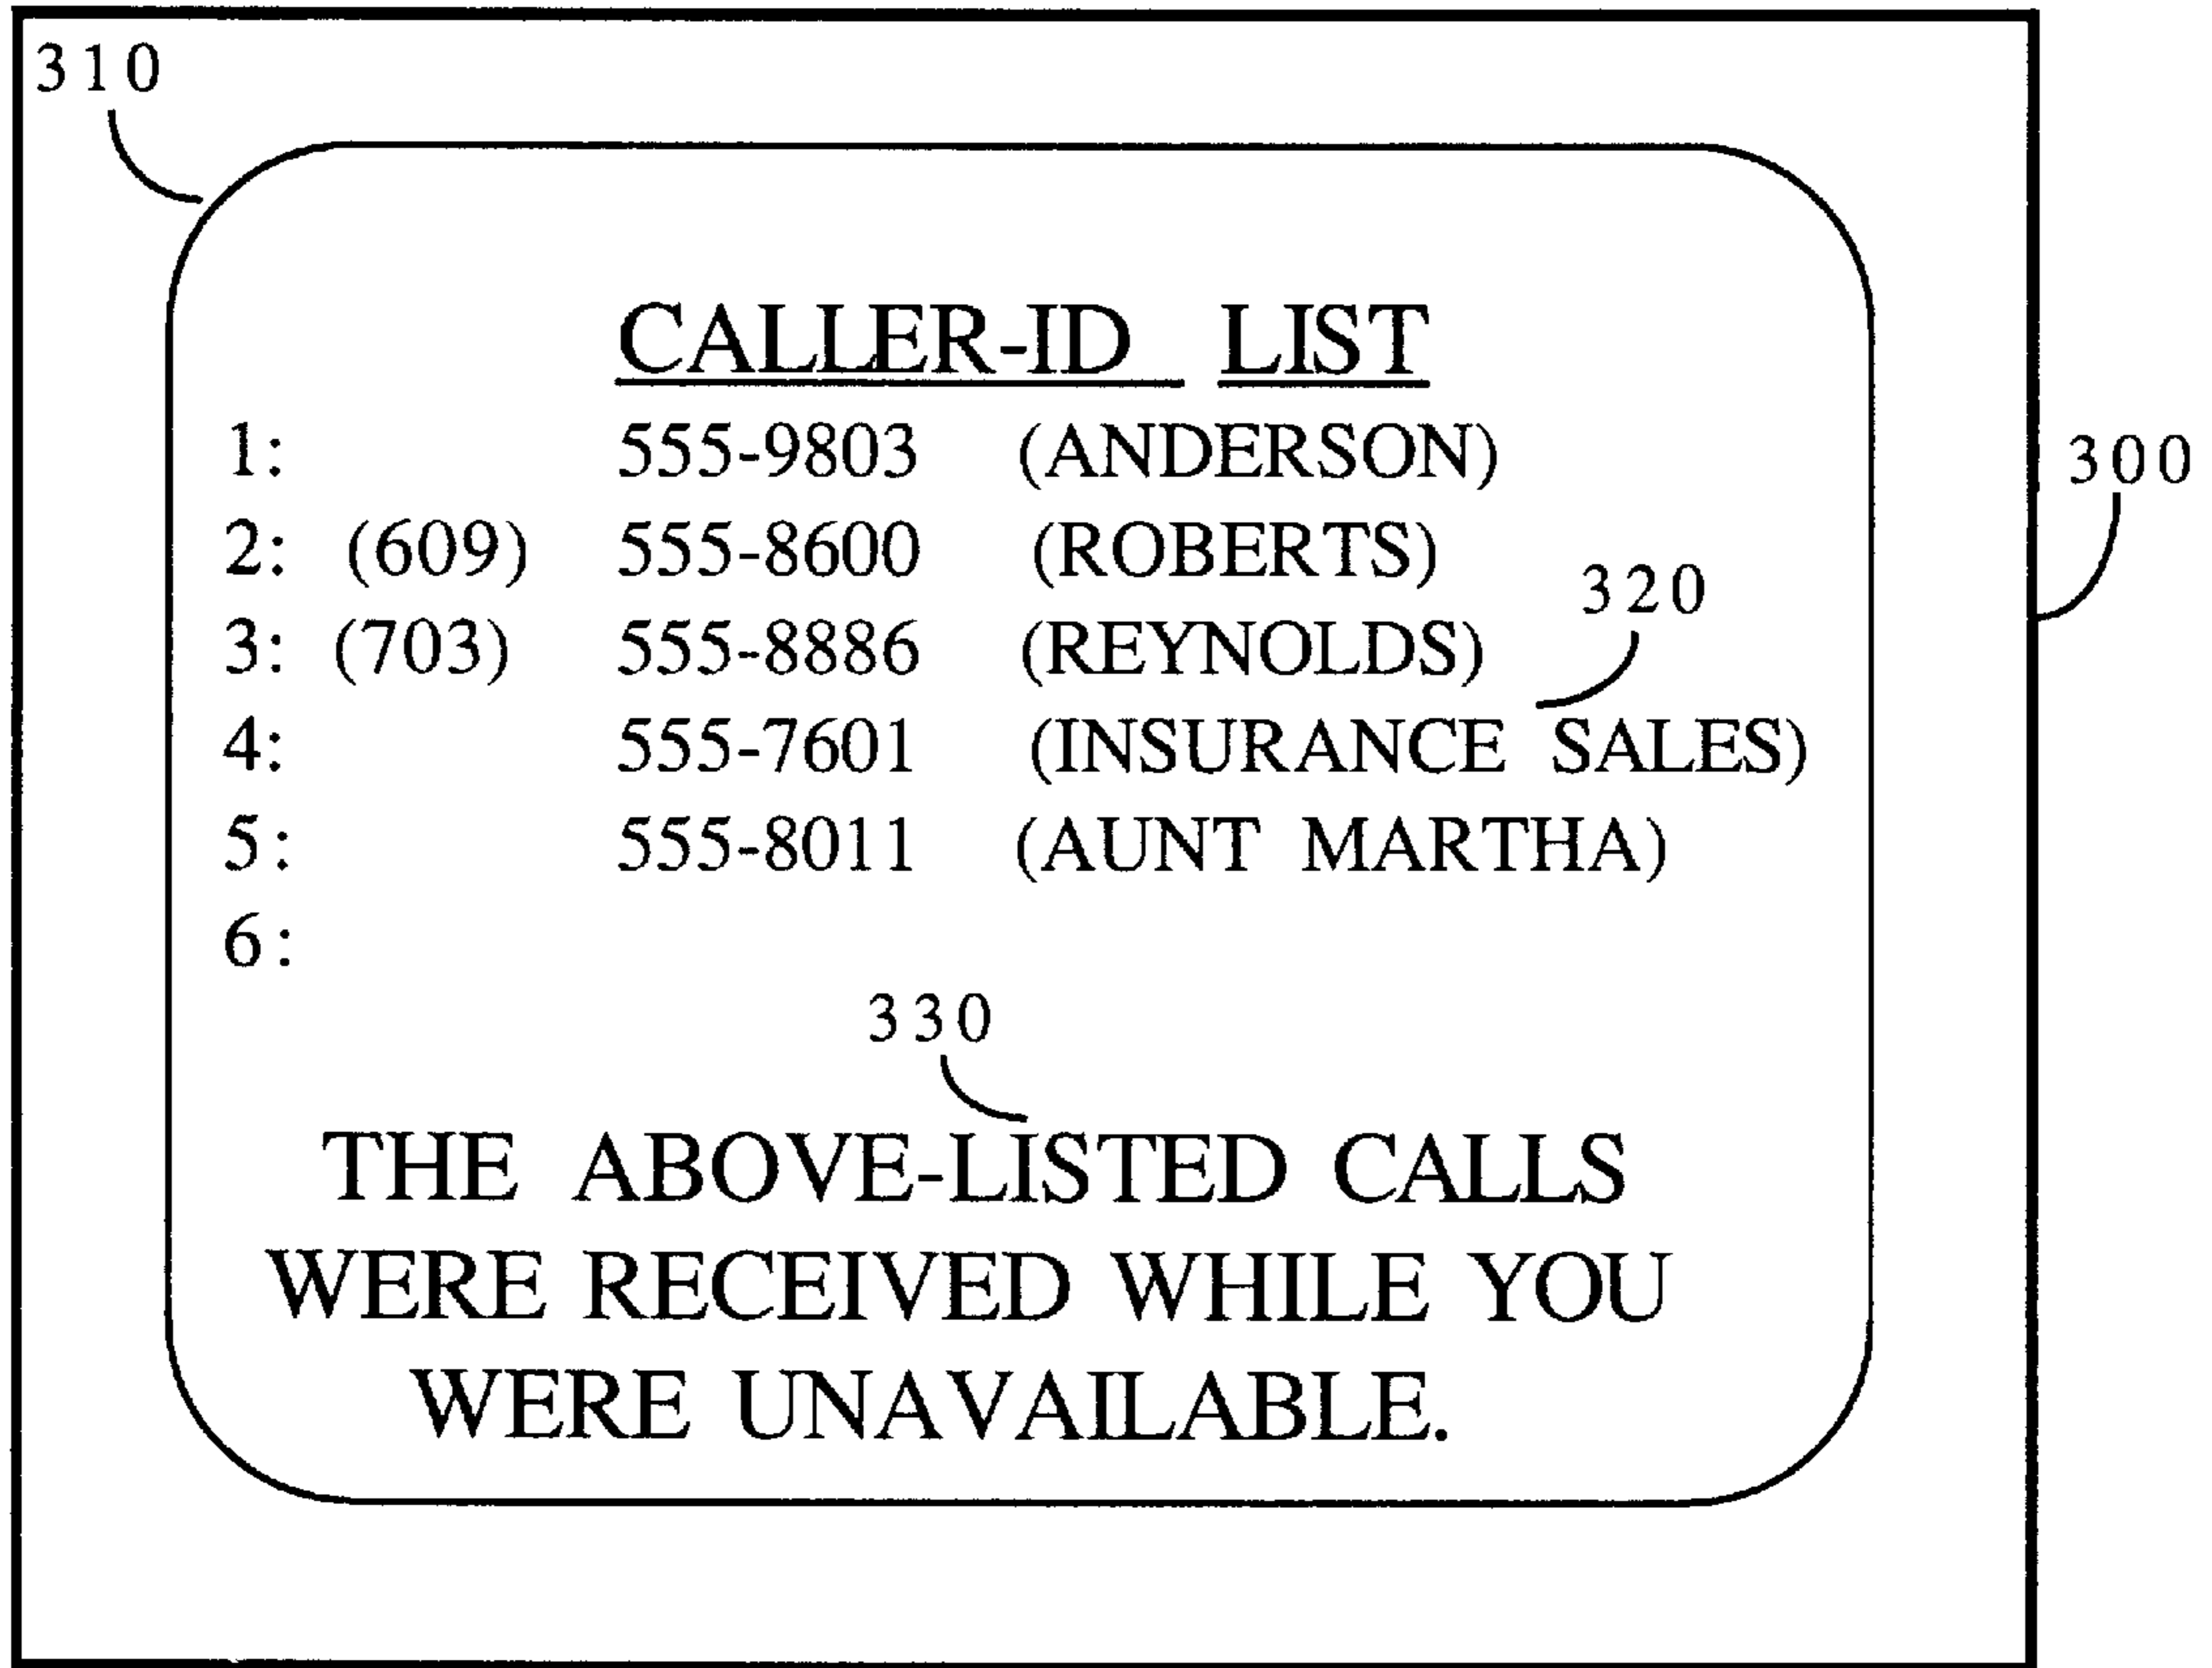 310
CALLER-ID LIST
1: 555-9803 (ANDERSON)
300
2: (609) 555-8600 (ROBERTS)
320
3: (703) 555-8886 (REYNOLDS)
4: 555-7601 (INSURANCE SALES)
5: 555-8011 (AUNT MARTHA)
6:
330
THE ABOVE-LISTED CALLS
WERE RECEIVED WHILE YOU
WERE UNAVAILABLE.